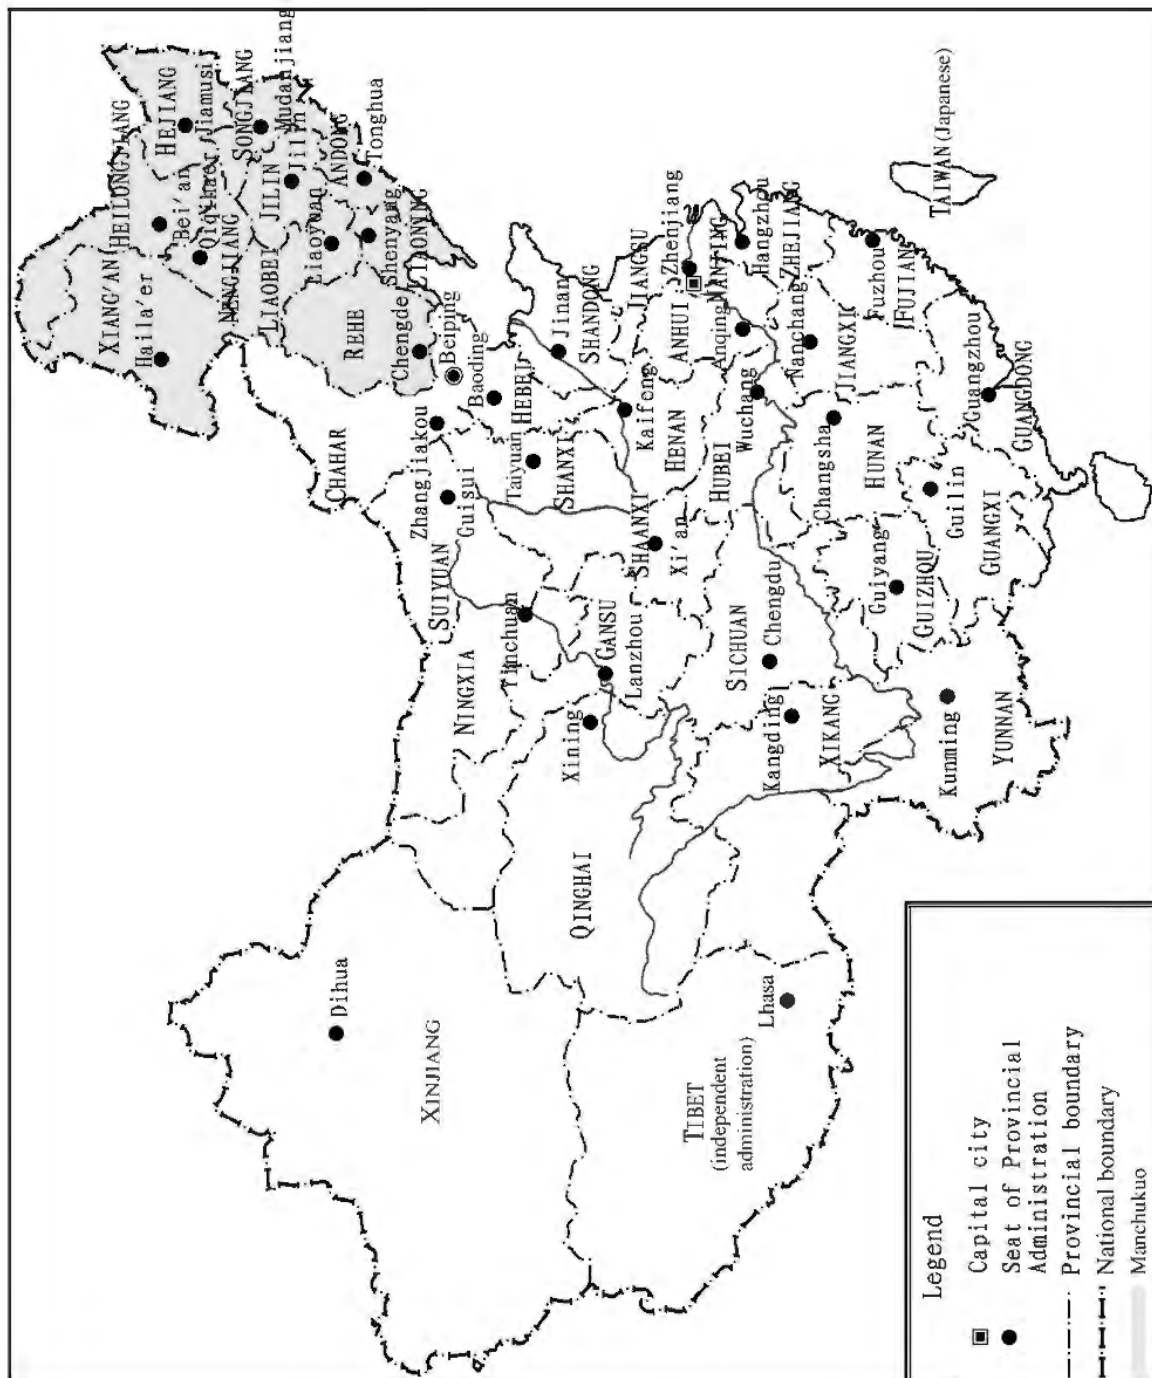 XIANG'AN
Haila'er
HEILONGJIANG
Bei'an
Qiqihaer
NENGJIANG
HEJIANG
Jiamusi
SONGJIANG
Mudanjiang
JILIN
Jilin
LIAOBEI
Liaoyuan
ANDONG
Tonghua
Shenyang
LIAONING
REHE
Chengde
Beiping
CHAHAR
Zhangjiakou
Guisui
SUIYUAN
Baoding
HEBEI
Taiyuan
SHANXI
Jinan
SHANDONG
NINGXIA
Yinchuan
GANSU
Lanzhou
Xining
QINGHAI
Dihua
XINJIANG
TIBET
(independent
administration)
Lhasa
SHAANXI
Xi'an
Kaifeng
HENAN
JIANGSU
Zhenjiang
NANJING
ANHUI
Anqing
HUBEI
Wuchang
Hangzhou
ZHEJIANG
Nanchang
JIANGXI
Fuzhou
FUJIAN
TAIWAN (Japanese)
SICHUAN
Chengdu
Kangding
XIKANG
Changsha
HUNAN
Guiyang
GUIZHOU
Guilin
GUANGXI
Guangzhou
GUANGDONG
Kunming
YUNNAN
Legend
Capital city
Seat of Provincial
Administration
Provincial boundary
National boundary
Manchukuo